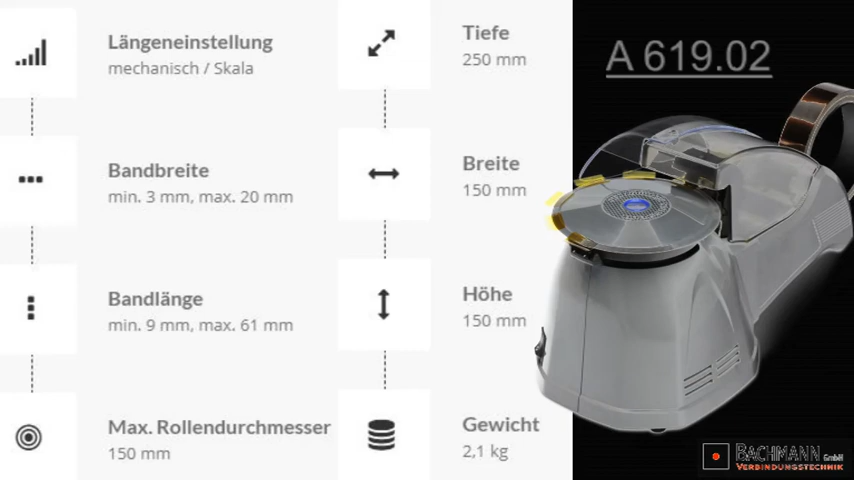 Längeneinstellung
mechanisch / Skala
Bandbreite
min. 3 mm, max. 20 mm
Bandlänge
min. 9 mm, max. 61 mm
Max. Rollendurchmesser
150 mm
Tiefe
250 mm
Breite
150 mm
Höhe
150 mm
Gewicht
2,1 kg
A 619.02
BACHMANN GmbH
VERBINDUNGSTECHNIK